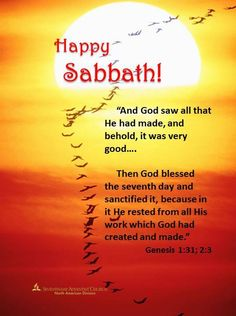 Happy
Sabbath!
“And God saw all that
He had made, and
behold, it was very
good....
Then God blessed
the seventh day and
sanctified it, because in
it He rested from all His
work which God had
created and made.”
Genesis 1:31; 2:3
Seventh-day Adventist Church
North American Division